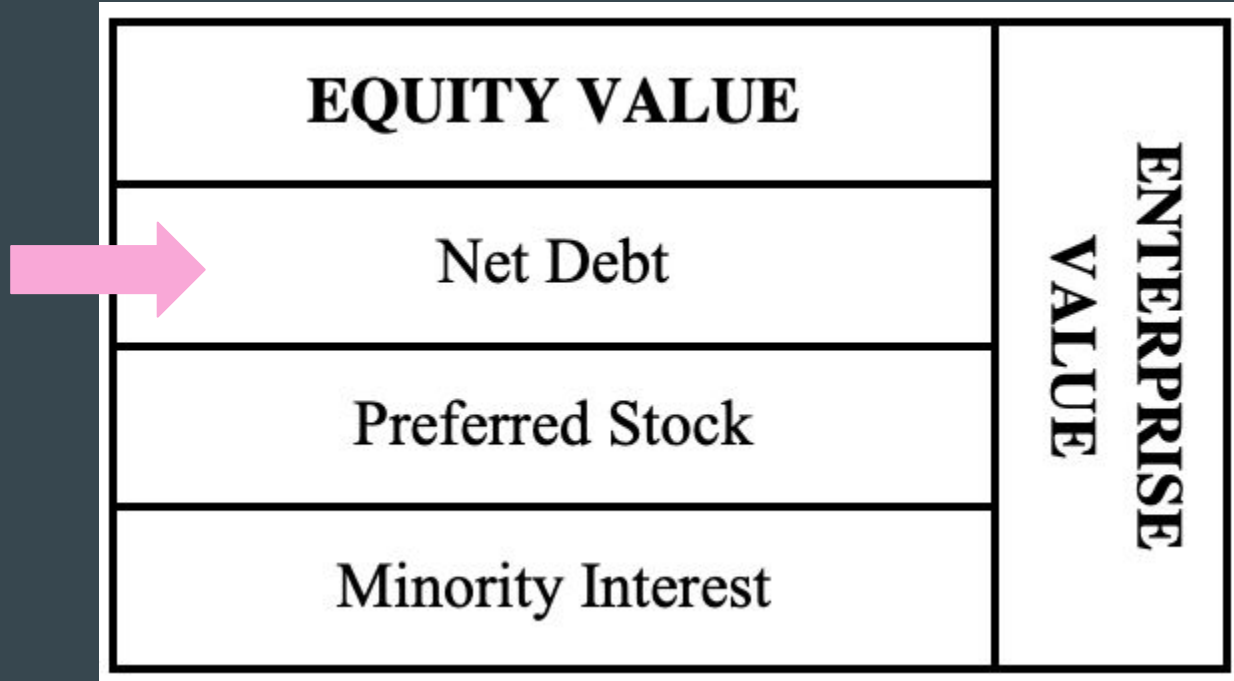 EQUITY VALUE
Net Debt
Preferred Stock
Minority Interest
ENTERPRISE
VALUE